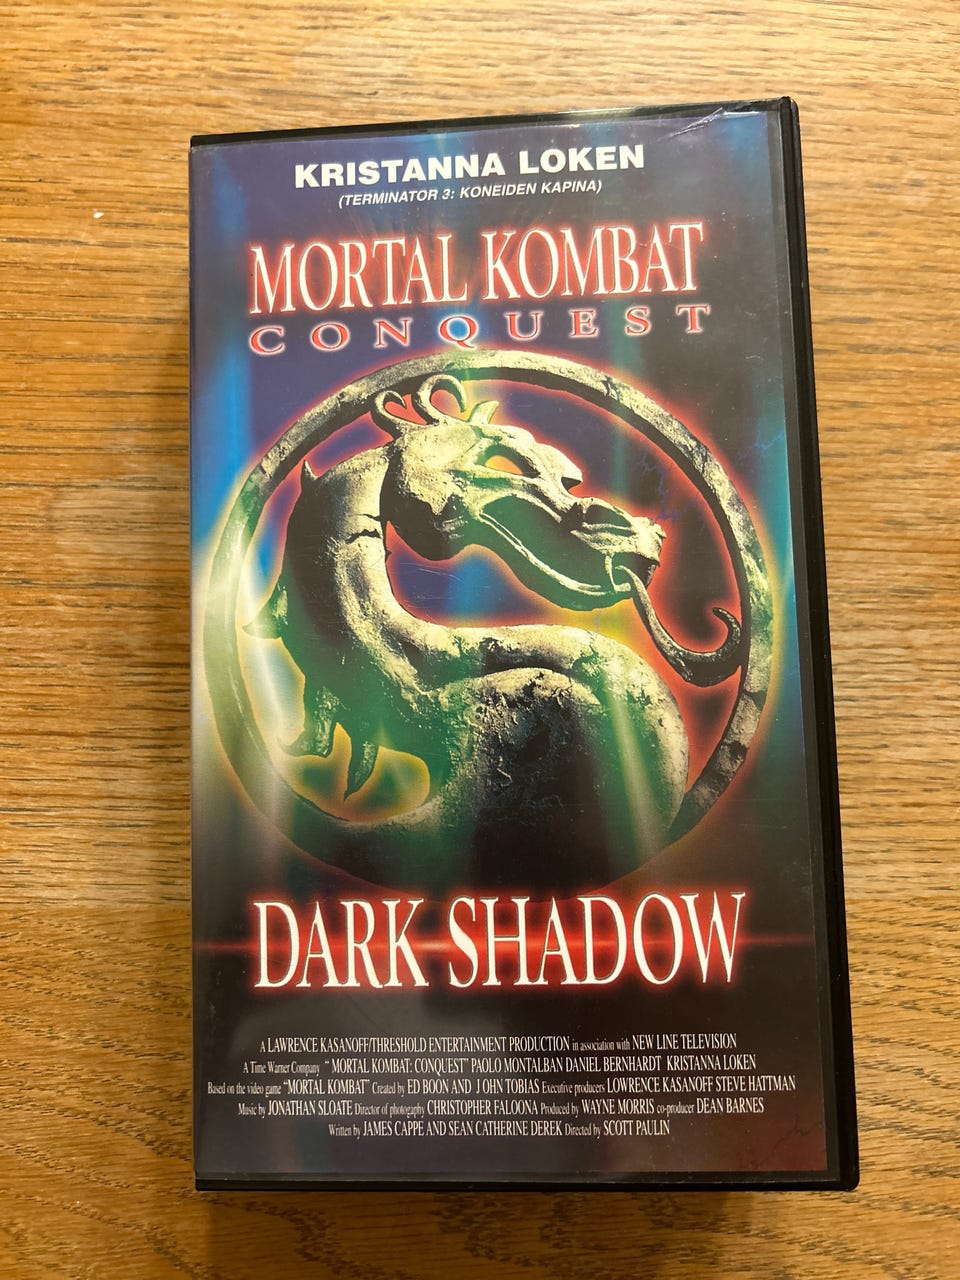 KRISTANNA LOKEN
(TERMINATOR 3: KONEIDEN KAPINA)
MORTAL KOMBAT
CONQUEST
DARK SHADOW
A LAWRENCE KASANOFF/THRESHOLD ENTERTAINMENT PRODUCTION in association with NEW LINE TELEVISION
A Time Warner Company " MORTAL KOMBAT: CONQUEST" PAOLO MONTALBAN DANIEL BERNHARDT KRISTANNA LOKEN
Based on the video game "MORTAL KOMBAT" Created by ED BOON AND J OHN TOBIAS Executive producers LOWRENCE KASANOFF STEVE HATTMAN
Music by JONATHAN SLOATE Director of photogaphy CHRISTOPHER FALOONA Produced by WAYNE MORRIS co-producer DEAN BARNES
Written by JAMES CAPPE AND SEAN CATHERINE DEREK Directed by SCOTT PAULIN